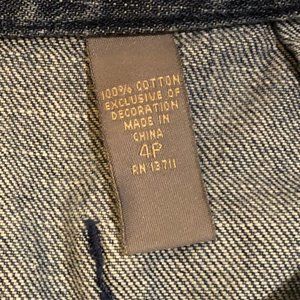 100% COTTON
EXCLUSIVE OF
DECORATION
MADE IN
CHINA
4P
RN 13711